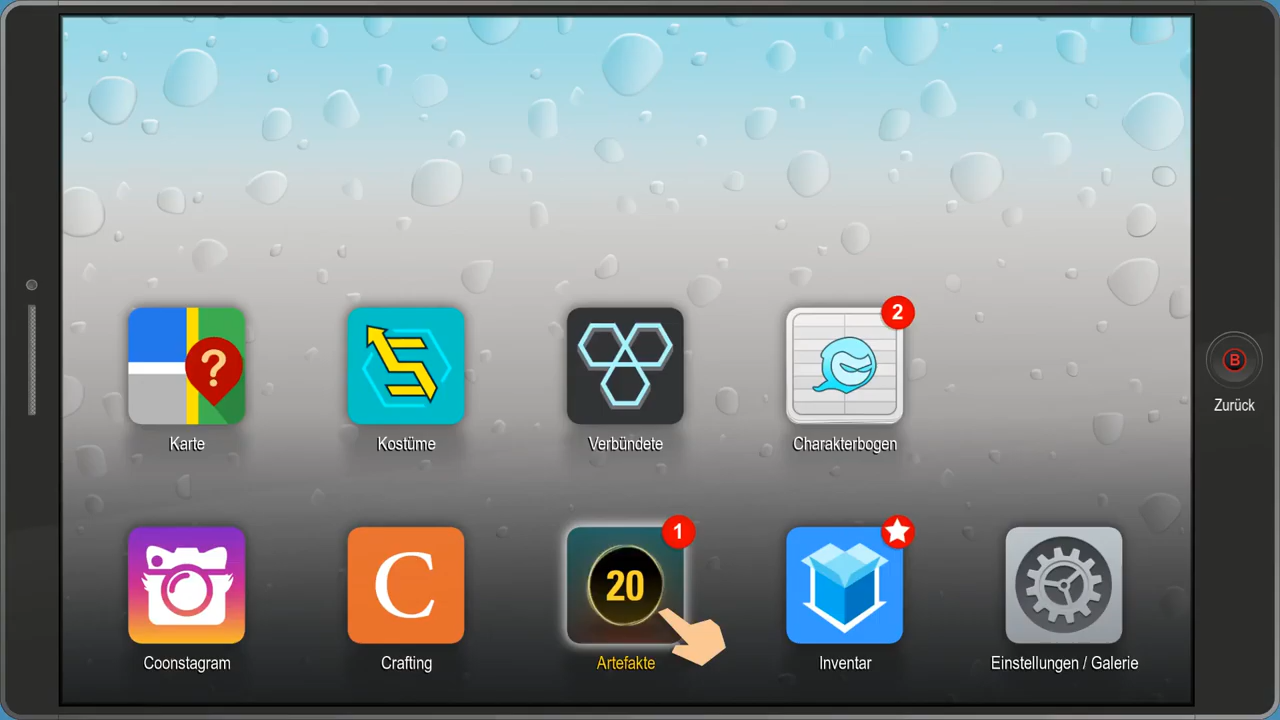 ?
S
2
Karte
Kostüme
Verbündete
Charakterbogen
B
Zurück
C
20
1
Coonstagram
Crafting
Artefakte
Inventar
Einstellungen / Galerie